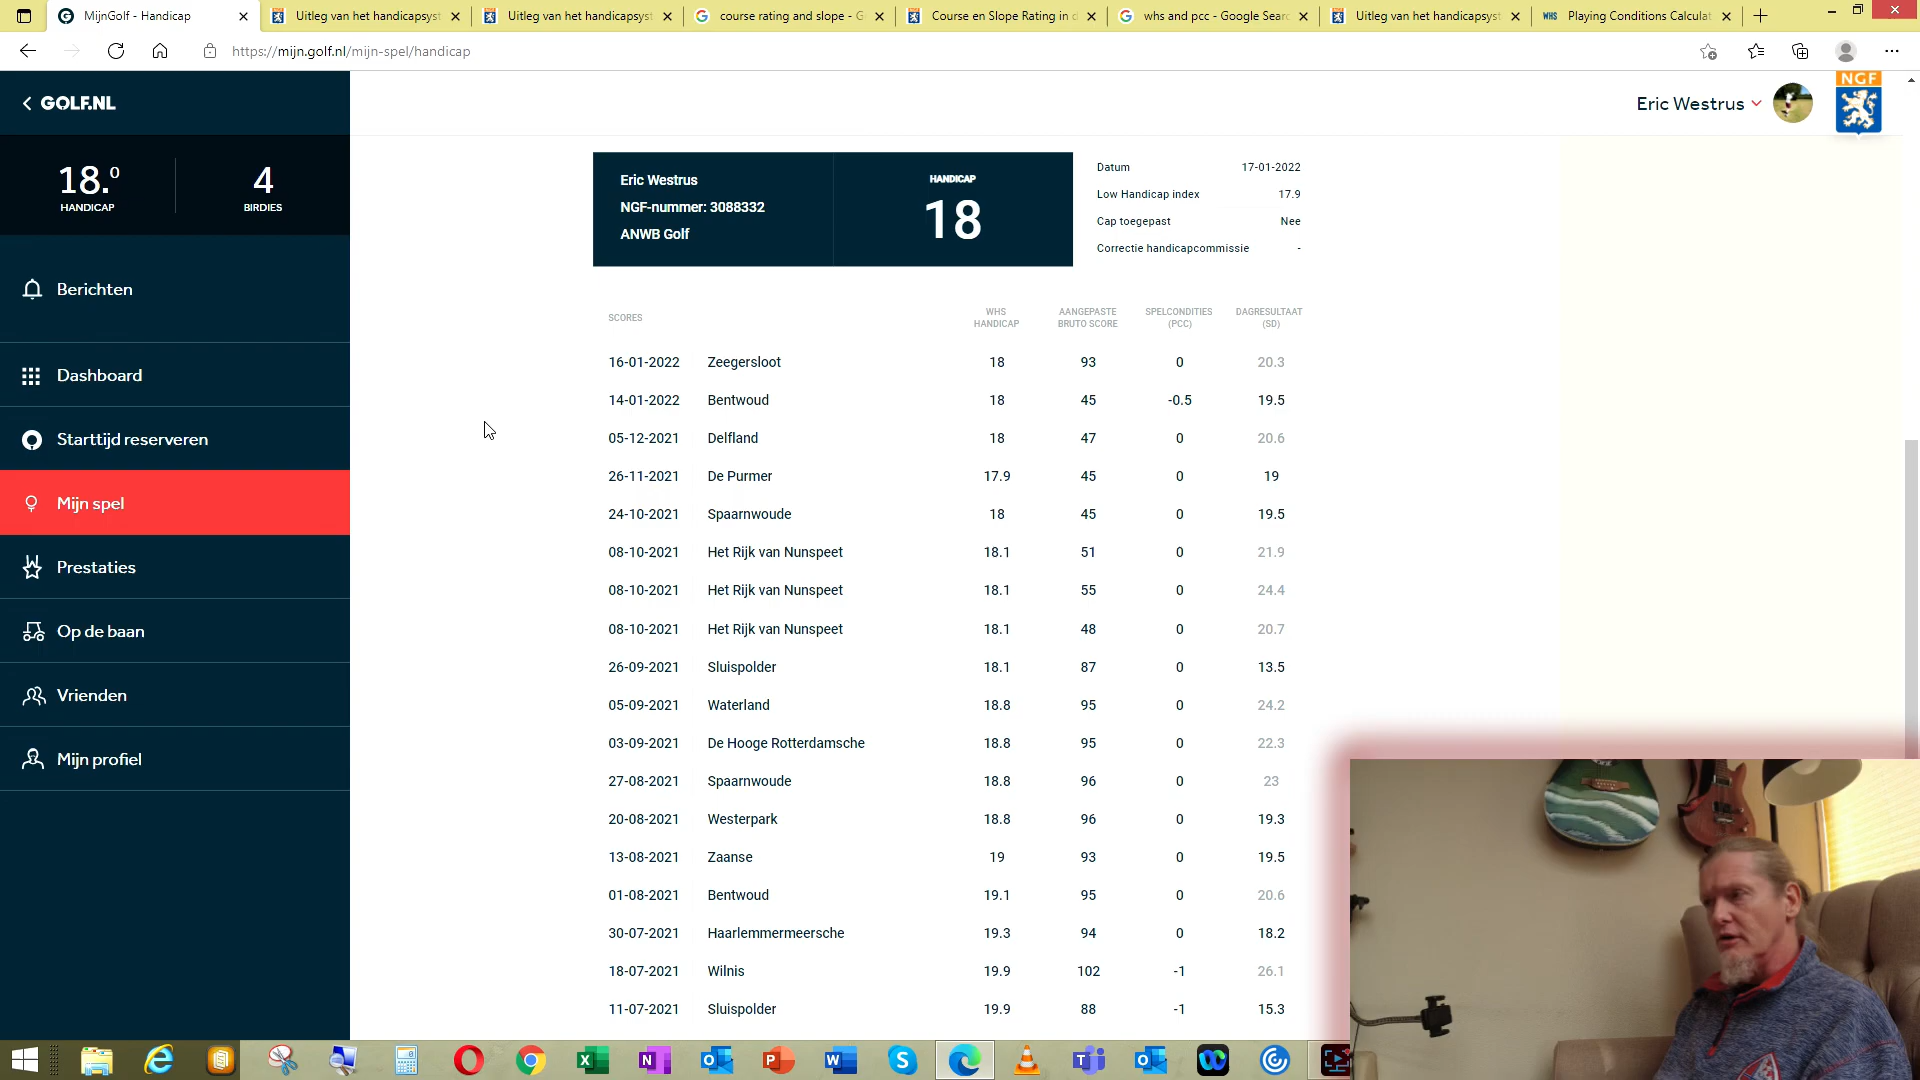 MijnGolf - Handicap
Uitleg van het handicapsyst
Uitleg van het handicapsyst
course rating and slope - G
Course en Slope Rating in d
whs and pcc - Google Searc
Uitleg van het handicapsyst
WHS Playing Conditions Calculat
https://mijn.golf.nl/mijn-spel/handicap
GOLF.NL
Eric Westrus
NGF
18.0
HANDICAP
4
BIRDIES
Berichten
Dashboard
Starttijd reserveren
Mijn spel
Prestaties
Op de baan
Vrienden
Mijn profiel
Eric Westrus
NGF-nummer: 3088332
ANWB Golf
HANDICAP
18
Datum 17-01-2022
Low Handicap index 17.9
Cap toegepast Nee
Correctie handicapcommissie -
SCORES WHS HANDICAP AANGEPASTE BRUTO SCORE SPELCONDITIES (PCC) DAGRESULTAAT (SD)
16-01-2022 Zeegersloot 18 93 0 20.3
14-01-2022 Bentwoud 18 45 -0.5 19.5
05-12-2021 Delfland 18 47 0 20.6
26-11-2021 De Purmer 17.9 45 0 19
24-10-2021 Spaarnwoude 18 45 0 19.5
08-10-2021 Het Rijk van Nunspeet 18.1 51 0 21.9
08-10-2021 Het Rijk van Nunspeet 18.1 55 0 24.4
08-10-2021 Het Rijk van Nunspeet 18.1 48 0 20.7
26-09-2021 Sluispolder 18.1 87 0 13.5
05-09-2021 Waterland 18.8 95 0 24.2
03-09-2021 De Hooge Rotterdamsche 18.8 95 0 22.3
27-08-2021 Spaarnwoude 18.8 96 0 23
20-08-2021 Westerpark 18.8 96 0 19.3
13-08-2021 Zaanse 19 93 0 19.5
01-08-2021 Bentwoud 19.1 95 0 20.6
30-07-2021 Haarlemmermeersche 19.3 94 0 18.2
18-07-2021 Wilnis 19.9 102 -1 26.1
11-07-2021 Sluispolder 19.9 88 -1 15.3